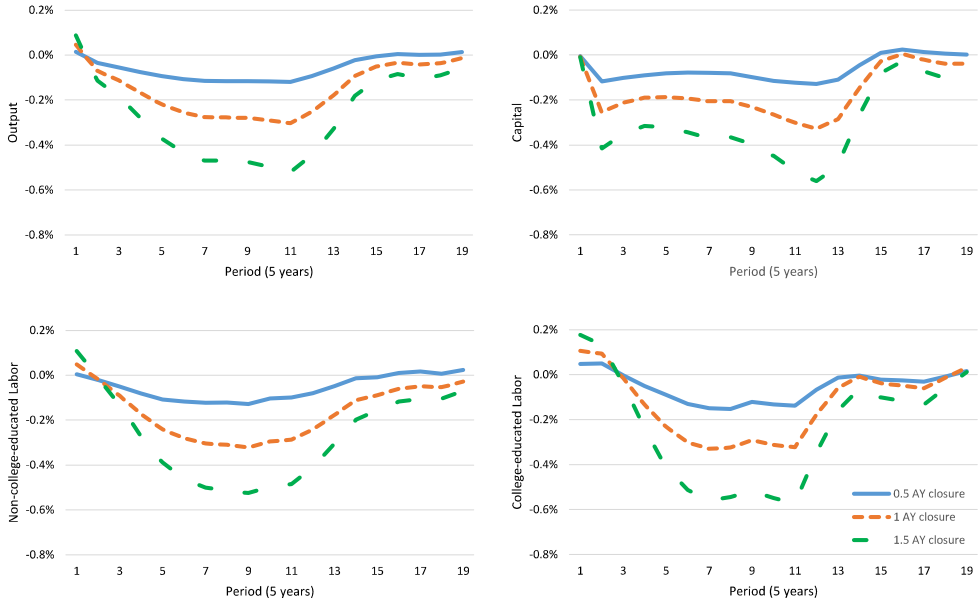 0.2%
0.0%
-0.2%
-0.4%
-0.6%
-0.8%
Output
1 3 5 7 9 11 13 15 17 19
Period (5 years)
0.2%
0.0%
-0.2%
-0.4%
-0.6%
-0.8%
Capital
1 3 5 7 9 11 13 15 17 19
Period (5 years)
0.2%
0.0%
-0.2%
-0.4%
-0.6%
-0.8%
Non-college-educated Labor
1 3 5 7 9 11 13 15 17 19
Period (5 years)
0.2%
0.0%
-0.2%
-0.4%
-0.6%
-0.8%
College-educated Labor
0.5 AY closure
1 AY closure
1.5 AY closure
1 3 5 7 9 11 13 15 17 19
Period (5 years)